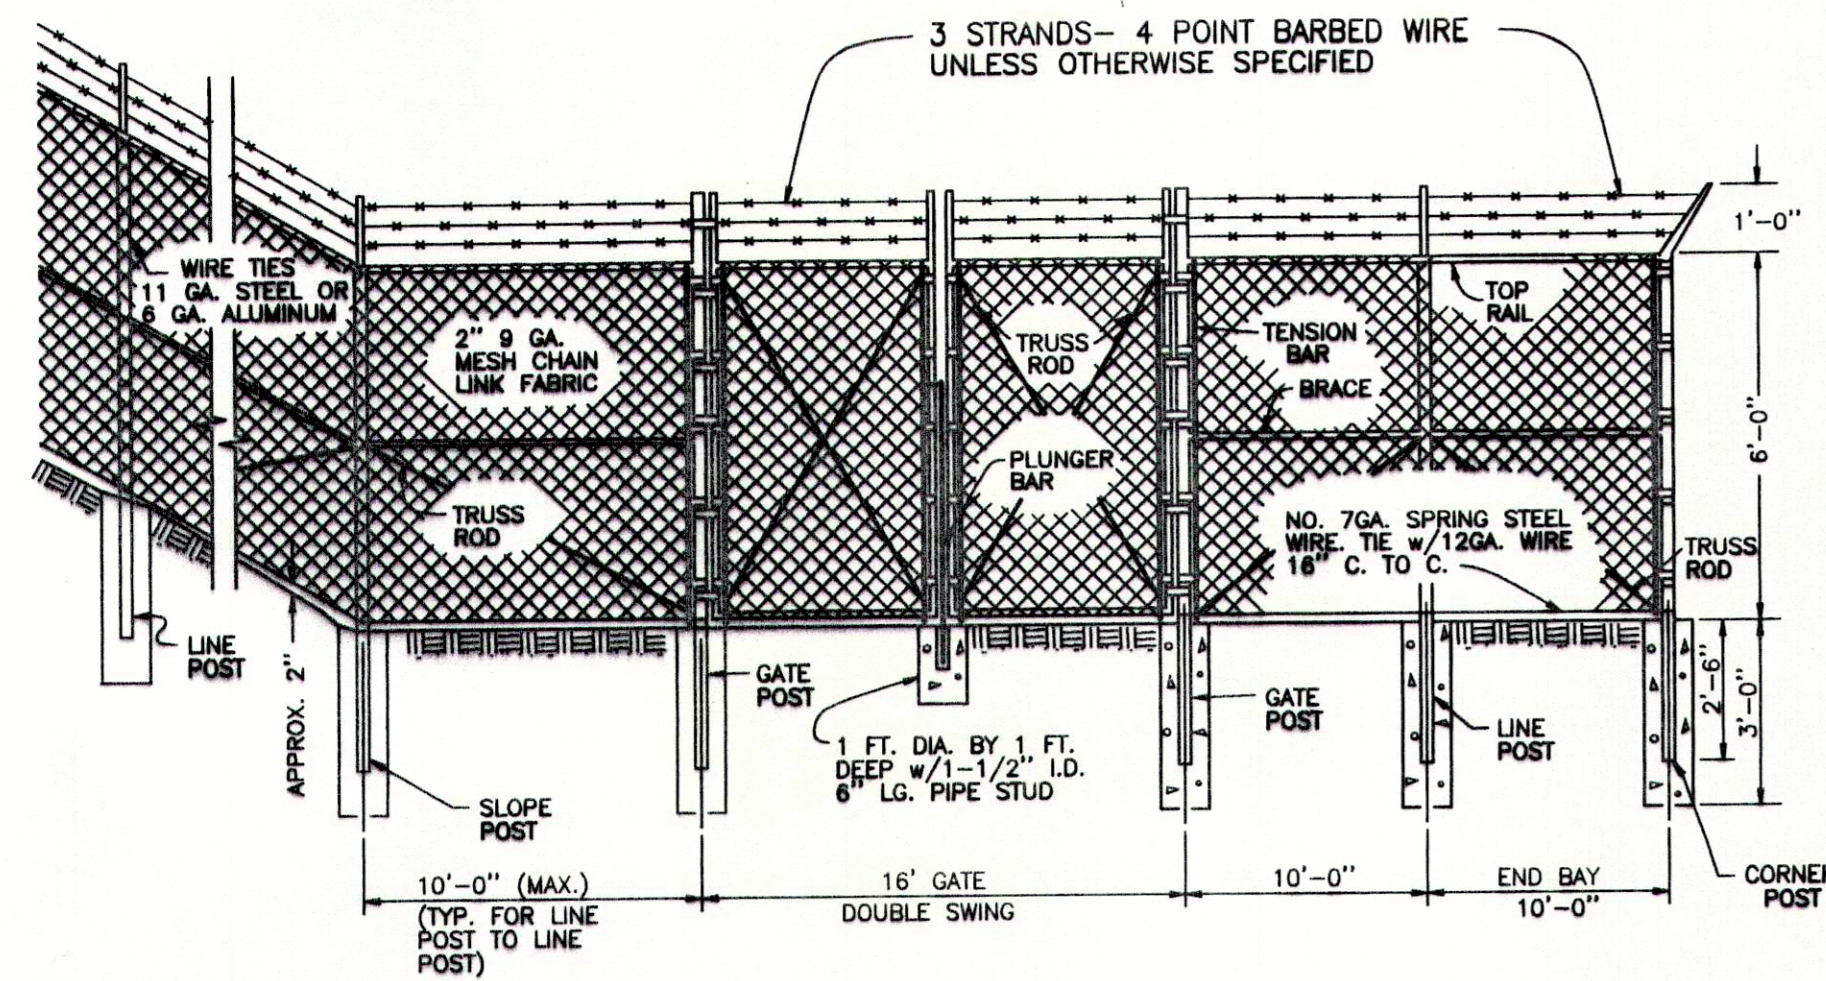 3 STRANDS- 4 POINT BARBED WIRE
UNLESS OTHERWISE SPECIFIED
1'-0"
WIRE TIES
11 GA. STEEL OR
6 GA. ALUMINUM
2" 9 GA.
MESH CHAIN
LINK FABRIC
TRUSS
ROD
TENSION
BAR
BRACE
TOP
RAIL
6'-0"
PLUNGER
BAR
TRUSS
ROD
NO. 7GA. SPRING STEEL
WIRE. TIE w/12GA. WIRE
16" C. TO C.
TRUSS
ROD
LINE
POST
APPROX. 2"
GATE
POST
GATE
POST
LINE
POST
2'-6"
3'-0"
1 FT. DIA. BY 1 FT.
DEEP w/1-1/2" I.D.
6" LG. PIPE STUD
SLOPE
POST
10'-0" (MAX.)
(TYP. FOR LINE
POST TO LINE
POST)
16' GATE
DOUBLE SWING
10'-0"
END BAY
10'-0"
CORNER
POST